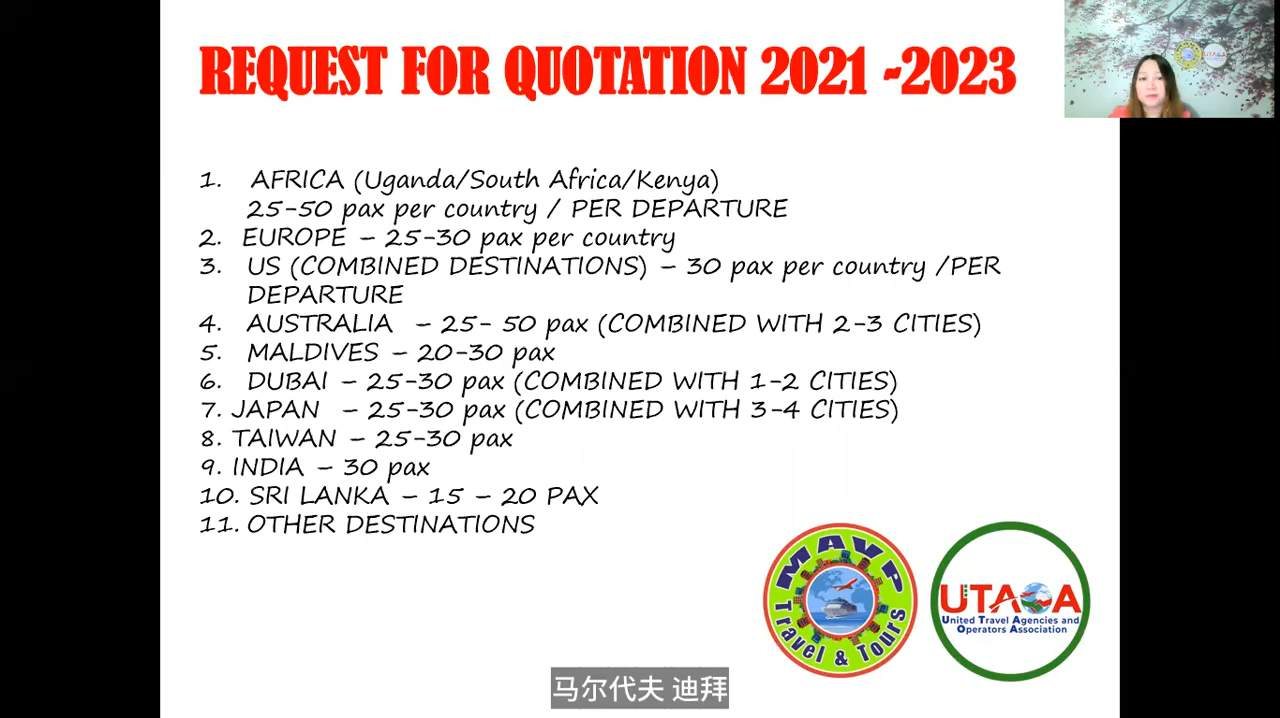 REQUEST FOR QUOTATION 2021 -2023
1. AFRICA (Uganda/South Africa/Kenya)
25-50 pax per country / PER DEPARTURE
2. EUROPE – 25-30 pax per country
3. US (COMBINED DESTINATIONS) – 30 pax per country /PER
DEPARTURE
4. AUSTRALIA – 25- 50 pax (COMBINED WITH 2-3 CITIES)
5. MALDIVES – 20-30 pax
6. DUBAI – 25-30 pax (COMBINED WITH 1-2 CITIES)
7. JAPAN – 25-30 pax (COMBINED WITH 3-4 CITIES)
8. TAIWAN – 25-30 pax
9. INDIA – 30 pax
10. SRI LANKA – 15 – 20 PAX
11. OTHER DESTINATIONS
MAVP
Travel & Tours
UTAOA
United Travel Agencies and
Operators Association
马尔代夫 迪拜